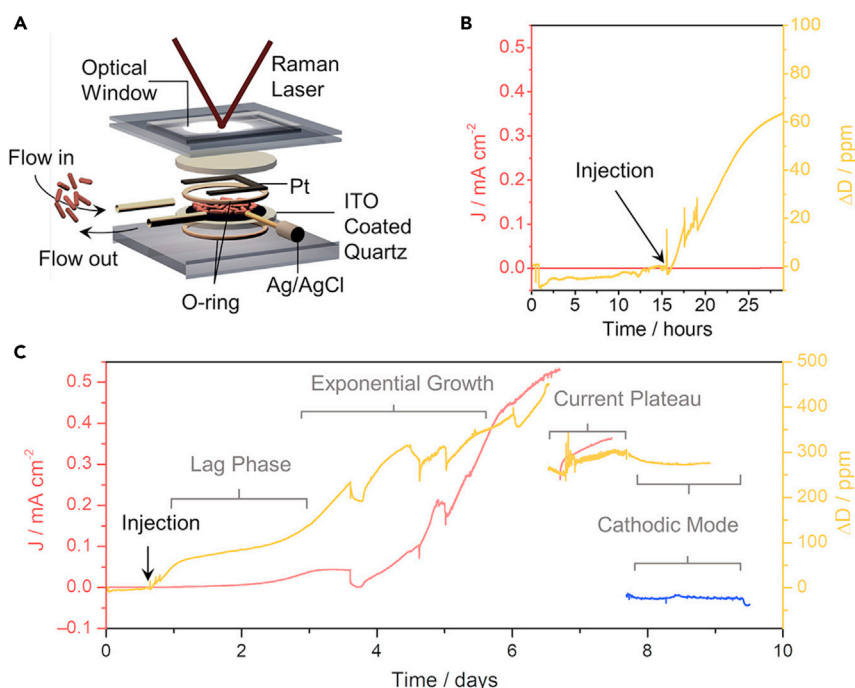 A
Optical
Window
Raman
Laser
Flow in
Pt
ITO
Coated
Quartz
Flow out
O-ring
Ag/AgCl
B
J / mA cm⁻²
0.5
0.4
0.3
0.2
0.1
0.0
Injection
100
80
60
40
20
0
ΔD / ppm
0 5 10 15 20 25
Time / hours
C
J / mA cm⁻²
0.5
0.4
0.3
0.2
0.1
0.0
–0.1
Exponential Growth
Current Plateau
Lag Phase
Injection
Cathodic Mode
500
400
300
200
100
0
ΔD / ppm
0 2 4 6 8 10
Time / days